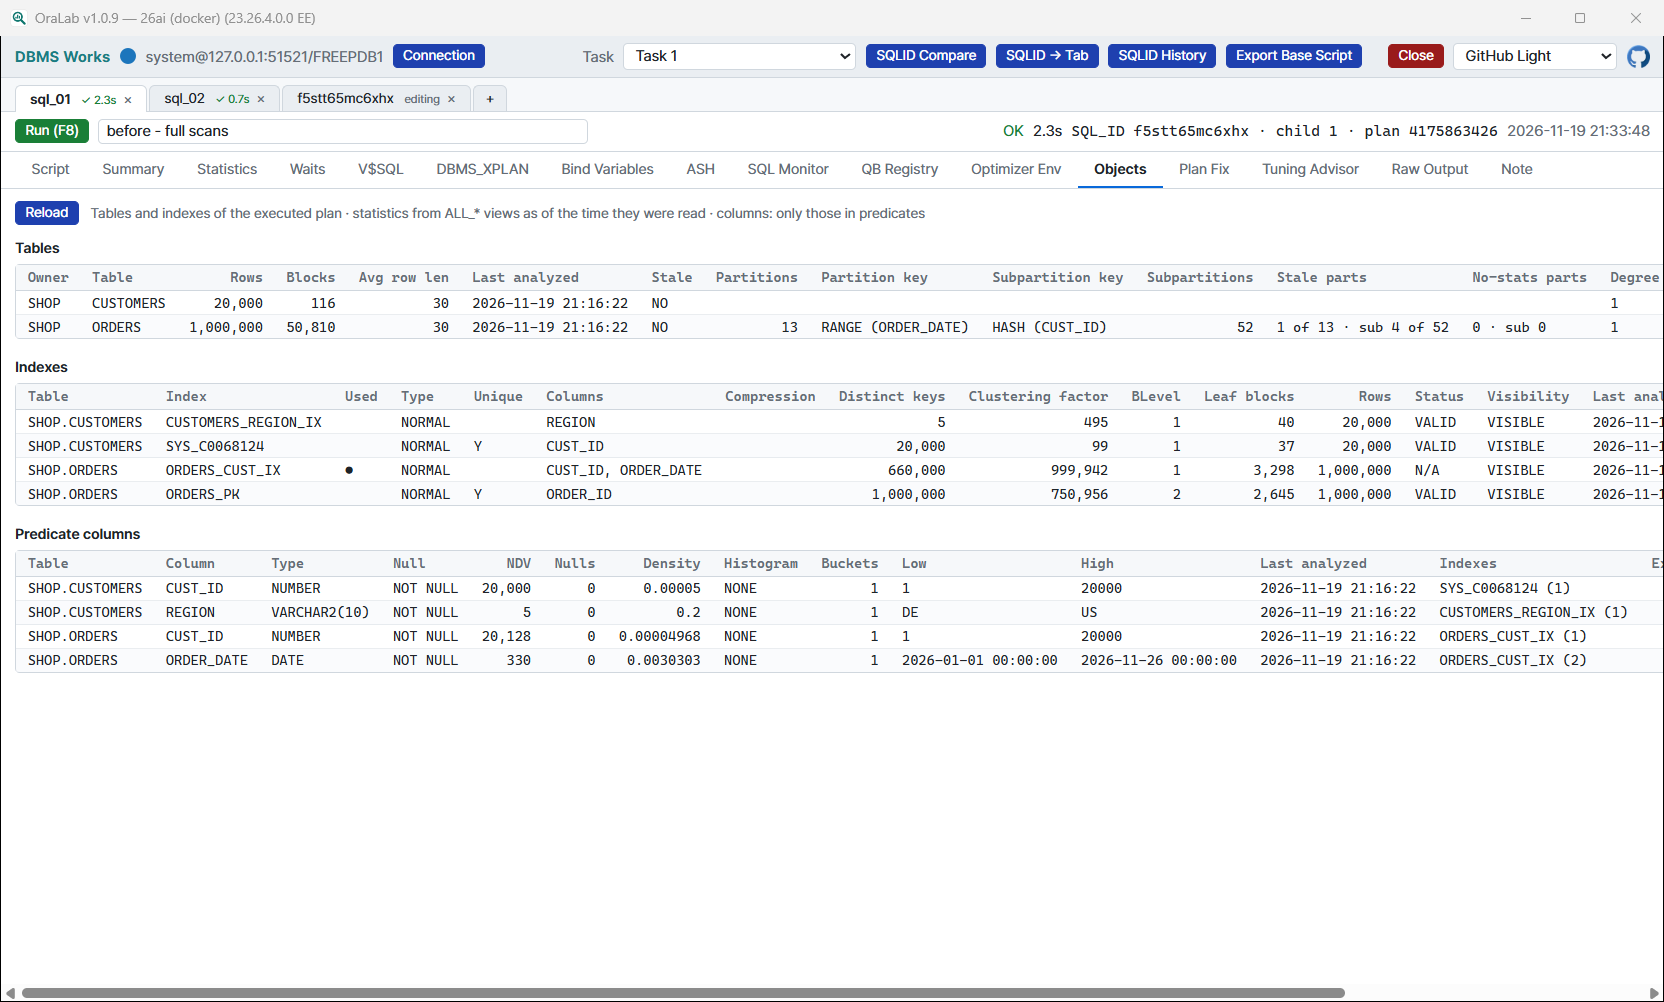 OraLab v1.0.9 — 26ai (docker) (23.26.4.0.0 EE)
DBMS Works system@127.0.0.1:51521/FREEPDB1 Connection Task Task 1 SQLID Compare SQLID → Tab SQLID History Export Base Script Close GitHub Light
sql_01 ✓ 2.3s × sql_02 ✓ 0.7s × f5stt65mc6xhx editing × +
Run (F8) before - full scans OK 2.3s SQL_ID f5stt65mc6xhx · child 1 · plan 4175863426 2026-11-19 21:33:48
Script Summary Statistics Waits V$SQL DBMS_XPLAN Bind Variables ASH SQL Monitor QB Registry Optimizer Env Objects Plan Fix Tuning Advisor Raw Output Note
Reload Tables and indexes of the executed plan · statistics from ALL_* views as of the time they were read · columns: only those in predicates
Tables
Owner Table Rows Blocks Avg row len Last analyzed Stale Partitions Partition key Subpartition key Subpartitions Stale parts No-stats parts Degree
SHOP CUSTOMERS 20,000 116 30 2026-11-19 21:16:22 NO 1
SHOP ORDERS 1,000,000 50,810 30 2026-11-19 21:16:22 NO 13 RANGE (ORDER_DATE) HASH (CUST_ID) 52 1 of 13 · sub 4 of 52 0 · sub 0 1
Indexes
Table Index Used Type Unique Columns Compression Distinct keys Clustering factor BLevel Leaf blocks Rows Status Visibility Last anal
SHOP.CUSTOMERS CUSTOMERS_REGION_IX NORMAL REGION 5 495 1 40 20,000 VALID VISIBLE 2026-11-1
SHOP.CUSTOMERS SYS_C0068124 NORMAL Y CUST_ID 20,000 99 1 37 20,000 VALID VISIBLE 2026-11-1
SHOP.ORDERS ORDERS_CUST_IX ● NORMAL CUST_ID, ORDER_DATE 660,000 999,942 1 3,298 1,000,000 N/A VISIBLE 2026-11-1
SHOP.ORDERS ORDERS_PK NORMAL Y ORDER_ID 1,000,000 750,956 2 2,645 1,000,000 VALID VISIBLE 2026-11-1
Predicate columns
Table Column Type Null NDV Nulls Density Histogram Buckets Low High Last analyzed Indexes Ex
SHOP.CUSTOMERS CUST_ID NUMBER NOT NULL 20,000 0 0.00005 NONE 1 1 20000 2026-11-19 21:16:22 SYS_C0068124 (1)
SHOP.CUSTOMERS REGION VARCHAR2(10) NOT NULL 5 0 0.2 NONE 1 DE US 2026-11-19 21:16:22 CUSTOMERS_REGION_IX (1)
SHOP.ORDERS CUST_ID NUMBER NOT NULL 20,128 0 0.00004968 NONE 1 1 20000 2026-11-19 21:16:22 ORDERS_CUST_IX (1)
SHOP.ORDERS ORDER_DATE DATE NOT NULL 330 0 0.0030303 NONE 1 2026-01-01 00:00:00 2026-11-26 00:00:00 2026-11-19 21:16:22 ORDERS_CUST_IX (2)